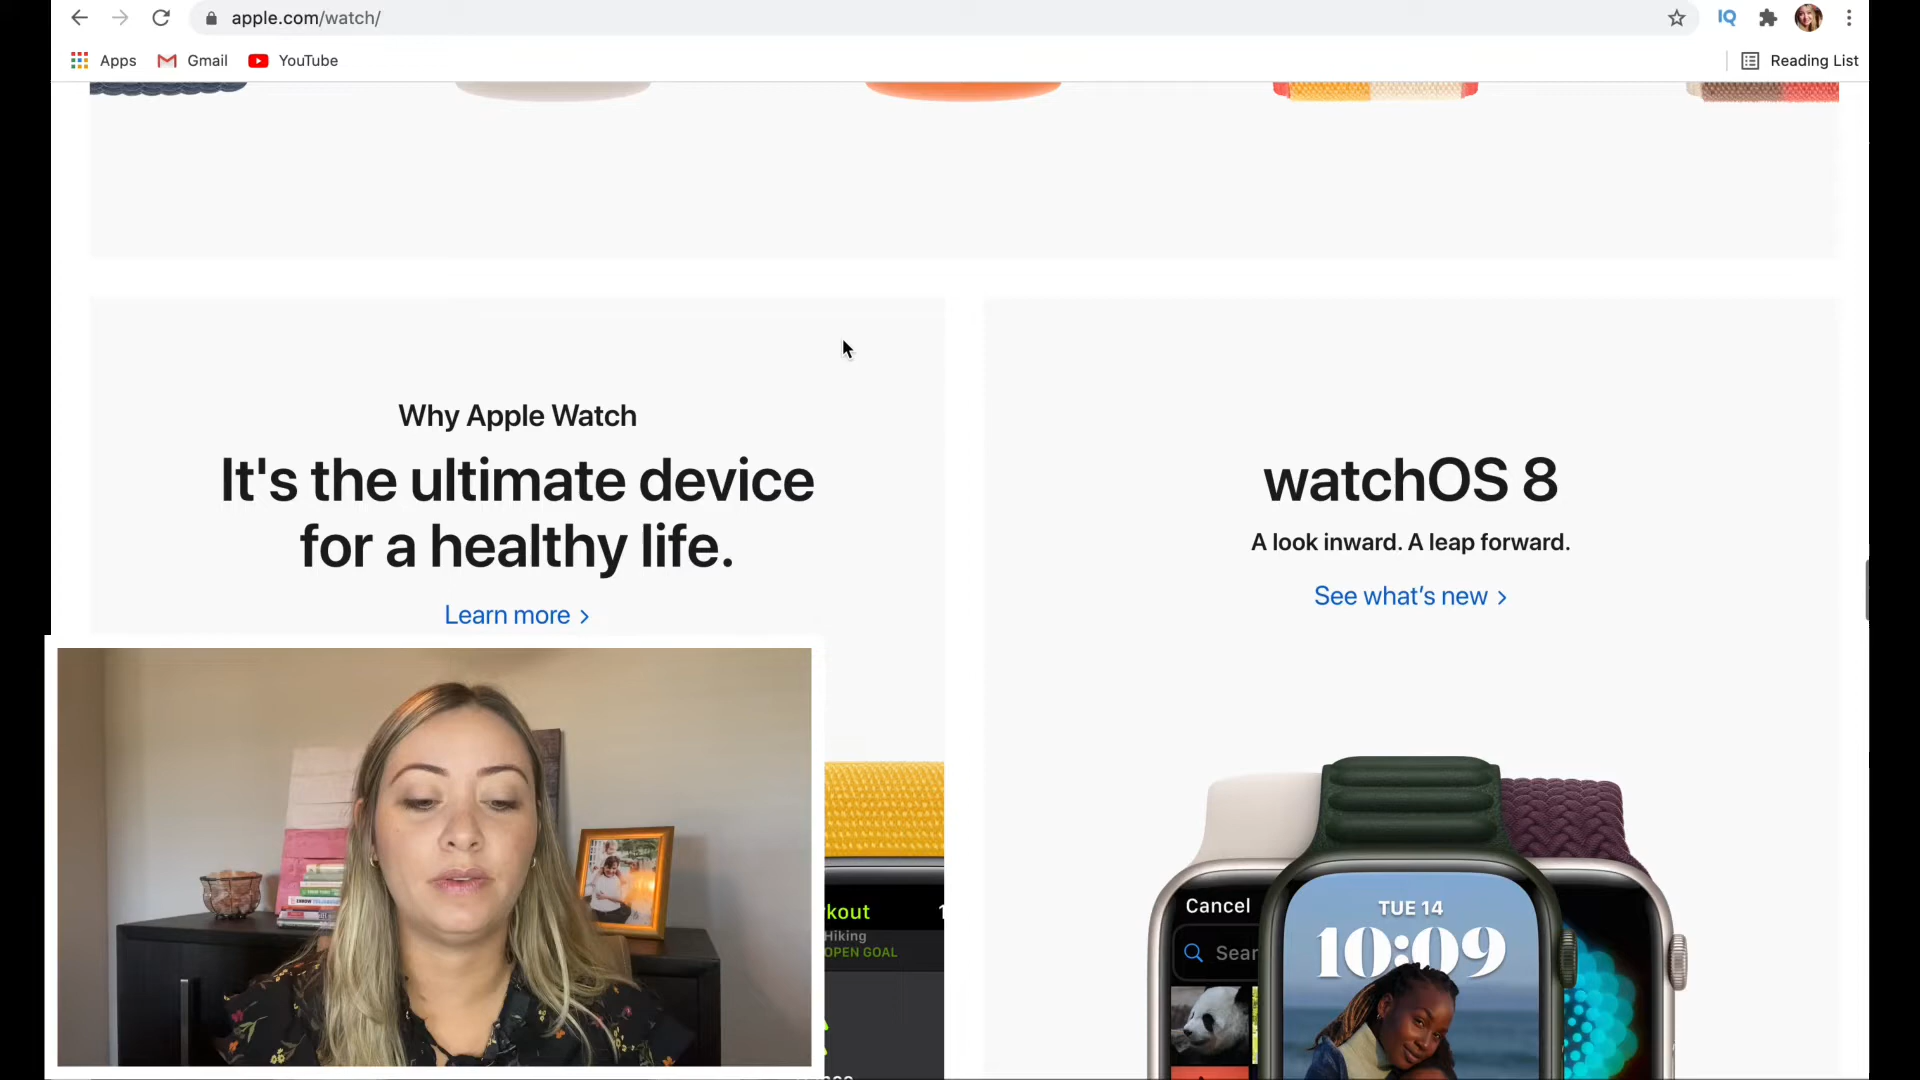 apple.com/watch/
IQ
Apps
Gmail
YouTube
Reading List
Why Apple Watch
It's the ultimate device
for a healthy life.
Learn more >
watchOS 8
A look inward. A leap forward.
See what’s new >
kout
1
Hiking
OPEN GOAL
Cancel
Sear
TUE 14
10:09